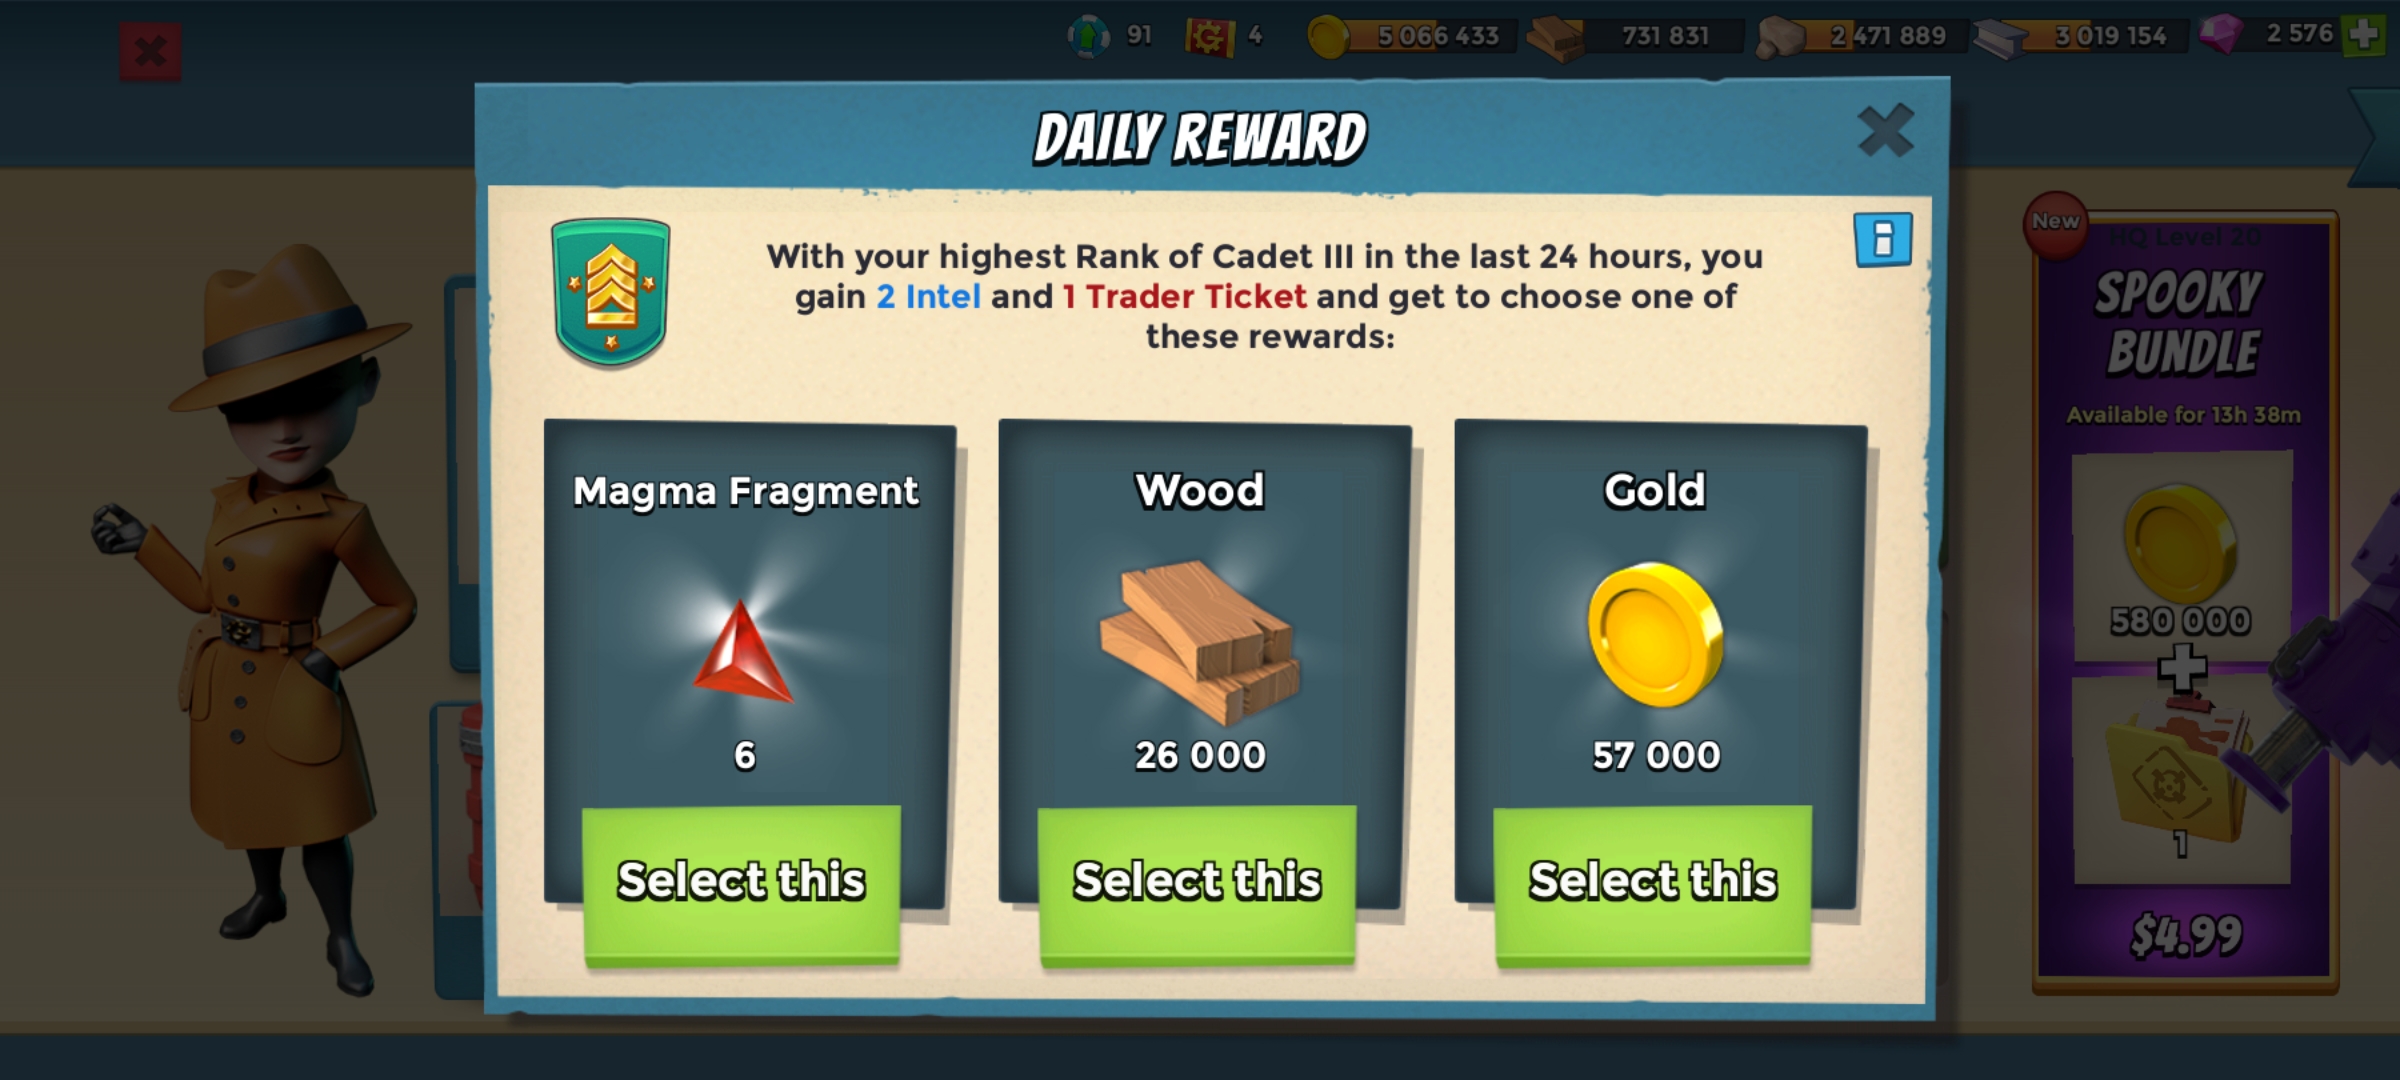 91
4
5 066 433
731 831
2 471 889
3 019 154
2 576
DAILY REWARD
With your highest Rank of Cadet III in the last 24 hours, you
gain 2 Intel and 1 Trader Ticket and get to choose one of
these rewards:
Magma Fragment
6
Select this
Wood
26 000
Select this
Gold
57 000
Select this
New
HQ Level 20
SPOOKY
BUNDLE
Available for 13h 38m
580 000
1
$4.99